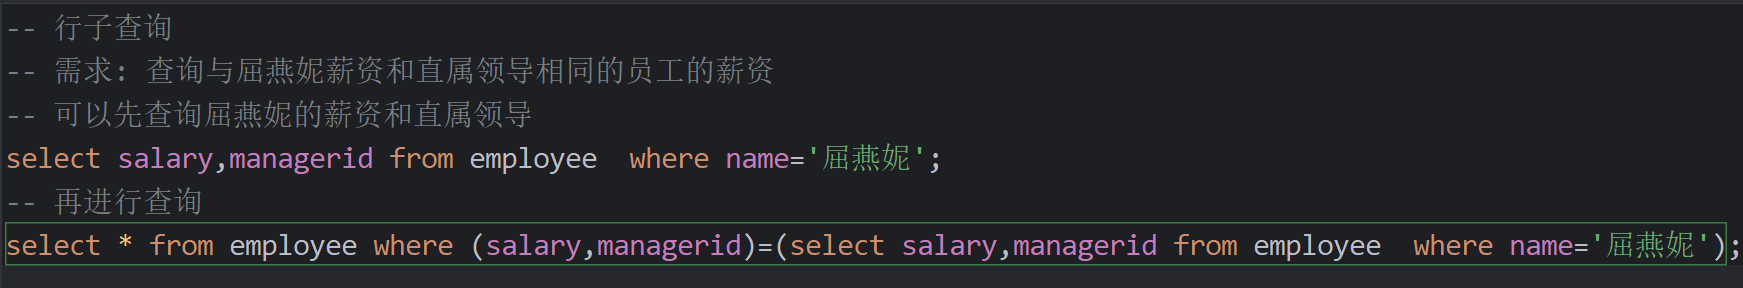 -- 行子查询
-- 需求: 查询与屈燕妮薪资和直属领导相同的员工的薪资
-- 可以先查询屈燕妮的薪资和直属领导
select salary,managerid from employee  where name='屈燕妮';
-- 再进行查询
select * from employee where (salary,managerid)=(select salary,managerid from employee  where name='屈燕妮');